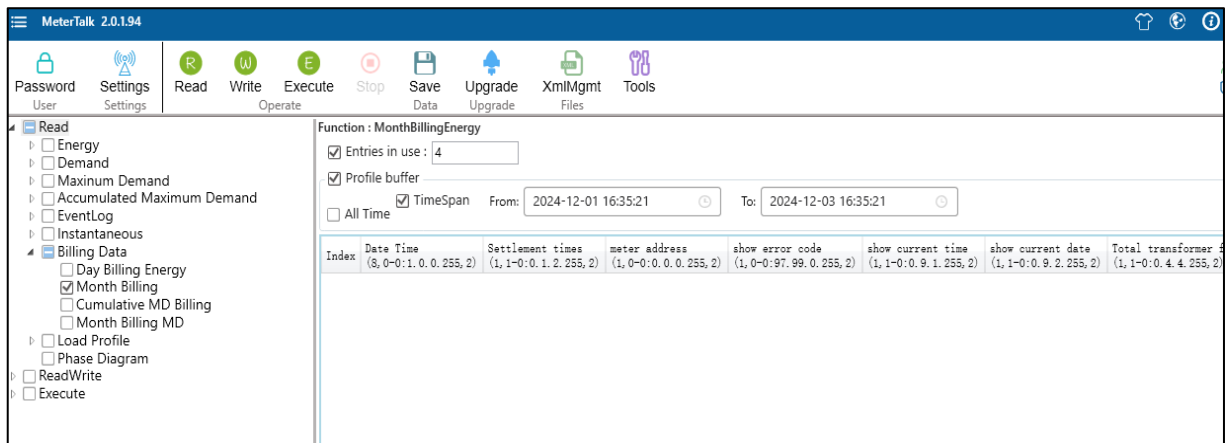 MeterTalk 2.0.1.94
Password Settings Read Write Execute Stop Save Upgrade XmlMgmt Tools
User Settings Operate Data Upgrade Files
Read
Energy
Demand
Maxinum Demand
Accumulated Maximum Demand
EventLog
Instantaneous
Billing Data
Day Billing Energy
Month Billing
Cumulative MD Billing
Month Billing MD
Load Profile
Phase Diagram
ReadWrite
Execute
Function : MonthBillingEnergy
Entries in use : 4
Profile buffer
All Time TimeSpan From: 2024-12-01 16:35:21 To: 2024-12-03 16:35:21
Index Date Time Settlement times meter address show error code show current time show current date Total transformer
(8, 0-0:1.0.0.255, 2) (1, 1-0:0.1.2.255, 2) (1, 0-0:0.0.0.255, 2) (1, 0-0:97.99.0.255, 2) (1, 1-0:0.9.1.255, 2) (1, 1-0:0.9.2.255, 2) (1, 1-0:0.4.4.255, 2)